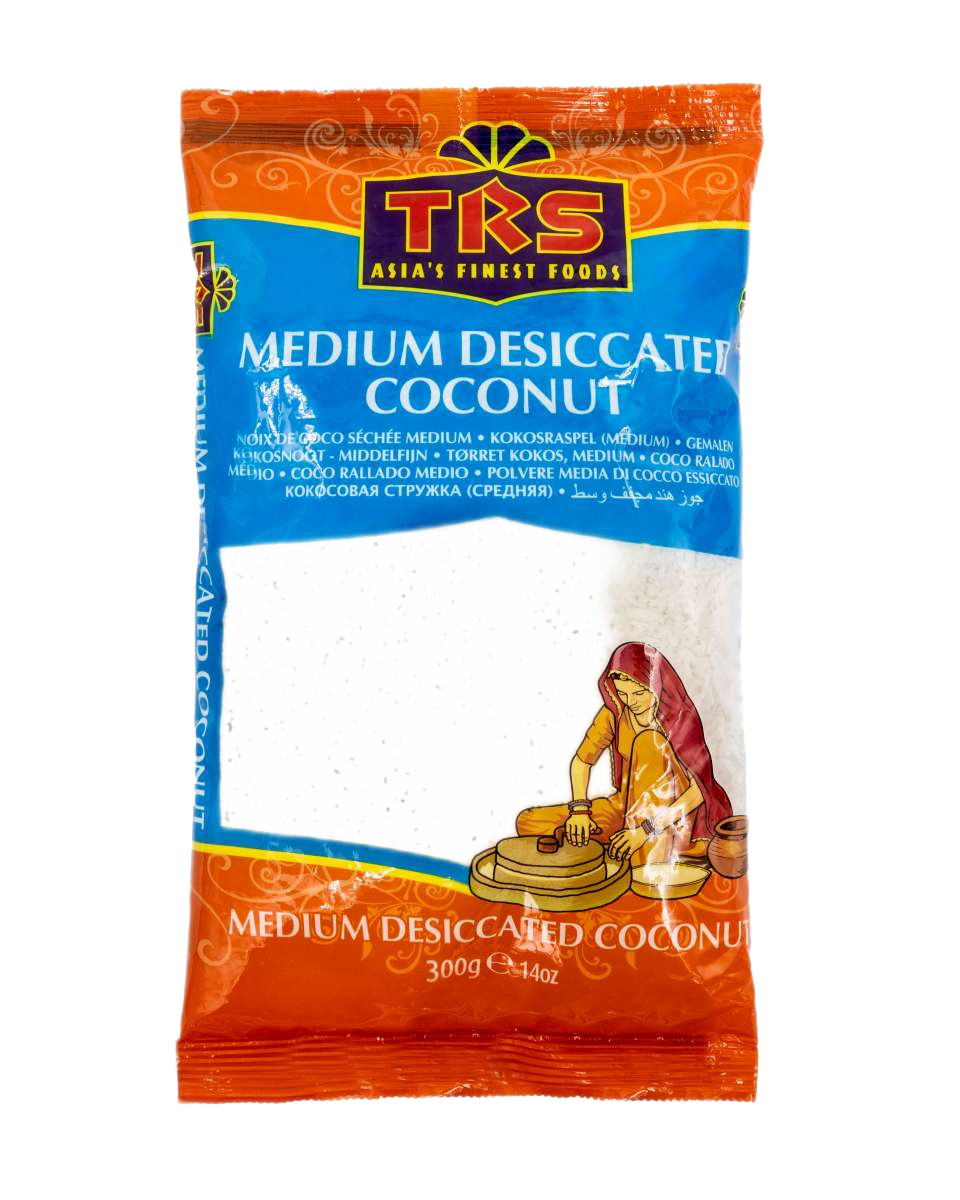 TRS
ASIA'S FINEST FOODS
MEDIUM DESICCATED
COCONUT
NOIX DE COCO SÉCHÉE MEDIUM • KOKOSRASPEL (MEDIUM) • GEMALEN
KOKOSNOOT - MIDDELFIJN • TØRRET KOKOS, MEDIUM • COCO RALADO
MÉDIO • COCO RALLADO MEDIO • POLVERE MEDIA DI COCCO ESSICCATO
КОКОСОВАЯ СТРУЖКА (СРЕДНЯЯ) • جوز هند مجفف وسط
MEDIUM DESICCATED COCONUT
MEDIUM DESICCATED COCONUT
300g ℮ 14oz